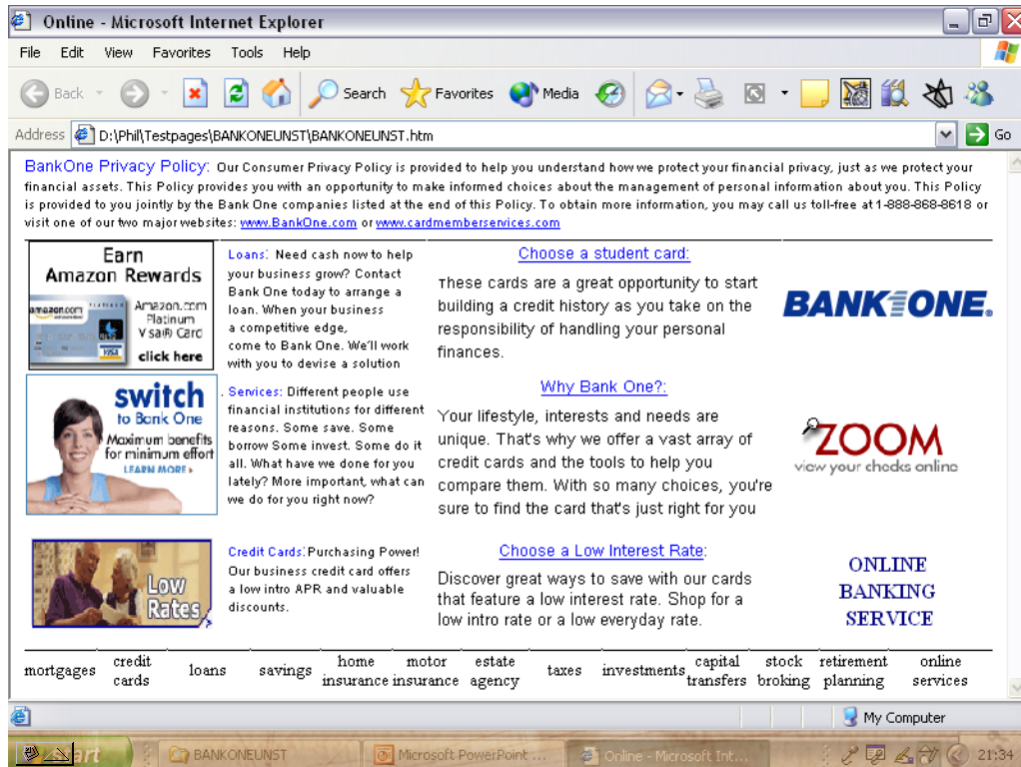 Online - Microsoft Internet Explorer
File Edit View Favorites Tools Help
Back Search Favorites Media
Address D:\Phil\Testpages\BANKONEUNST\BANKONEUNST.htm Go
BankOne Privacy Policy: Our Consumer Privacy Policy is provided to help you understand how we protect your financial privacy, just as we protect your
financial assets. This Policy provides you with an opportunity to make informed choices about the management of personal information about you. This Policy
is provided to you jointly by the Bank One companies listed at the end of this Policy. To obtain more information, you may call us toll-free at 1-888-868-8618 or
visit one of our two major websites: www.BankOne.com or www.cardmemberservices.com
Earn
Amazon Rewards
amazon.com
VISA
Amazon.com
Platinum
Visa® Card
click here
Loans: Need cash now to help
your business grow? Contact
Bank One today to arrange a
loan. When your business
a competitive edge,
come to Bank One. We'll work
with you to devise a solution
Choose a student card:
These cards are a great opportunity to start
building a credit history as you take on the
responsibility of handling your personal
finances.
BANK ONE.
switch
to Bank One
Maximum benefits
for minimum effort
LEARN MORE
. Services: Different people use
financial institutions for different
reasons. Some save. Some
borrow Some invest. Some do it
all. What have we done for you
lately? More important, what can
we do for you right now?
Why Bank One?:
Your lifestyle, interests and needs are
unique. That's why we offer a vast array of
credit cards and the tools to help you
compare them. With so many choices, you're
sure to find the card that's just right for you
ZOOM
view your checks online
Low
Rates
Credit Cards: Purchasing Power!
Our business credit card offers
a low intro APR and valuable
discounts.
Choose a Low Interest Rate:
Discover great ways to save with our cards
that feature a low interest rate. Shop for a
low intro rate or a low everyday rate.
ONLINE
BANKING
SERVICE
mortgages credit cards loans savings home insurance motor insurance estate agency taxes investments capital transfers stock broking retirement planning online services
My Computer
BANKONEUNST Microsoft PowerPoint ... Online - Microsoft Int... 21:34